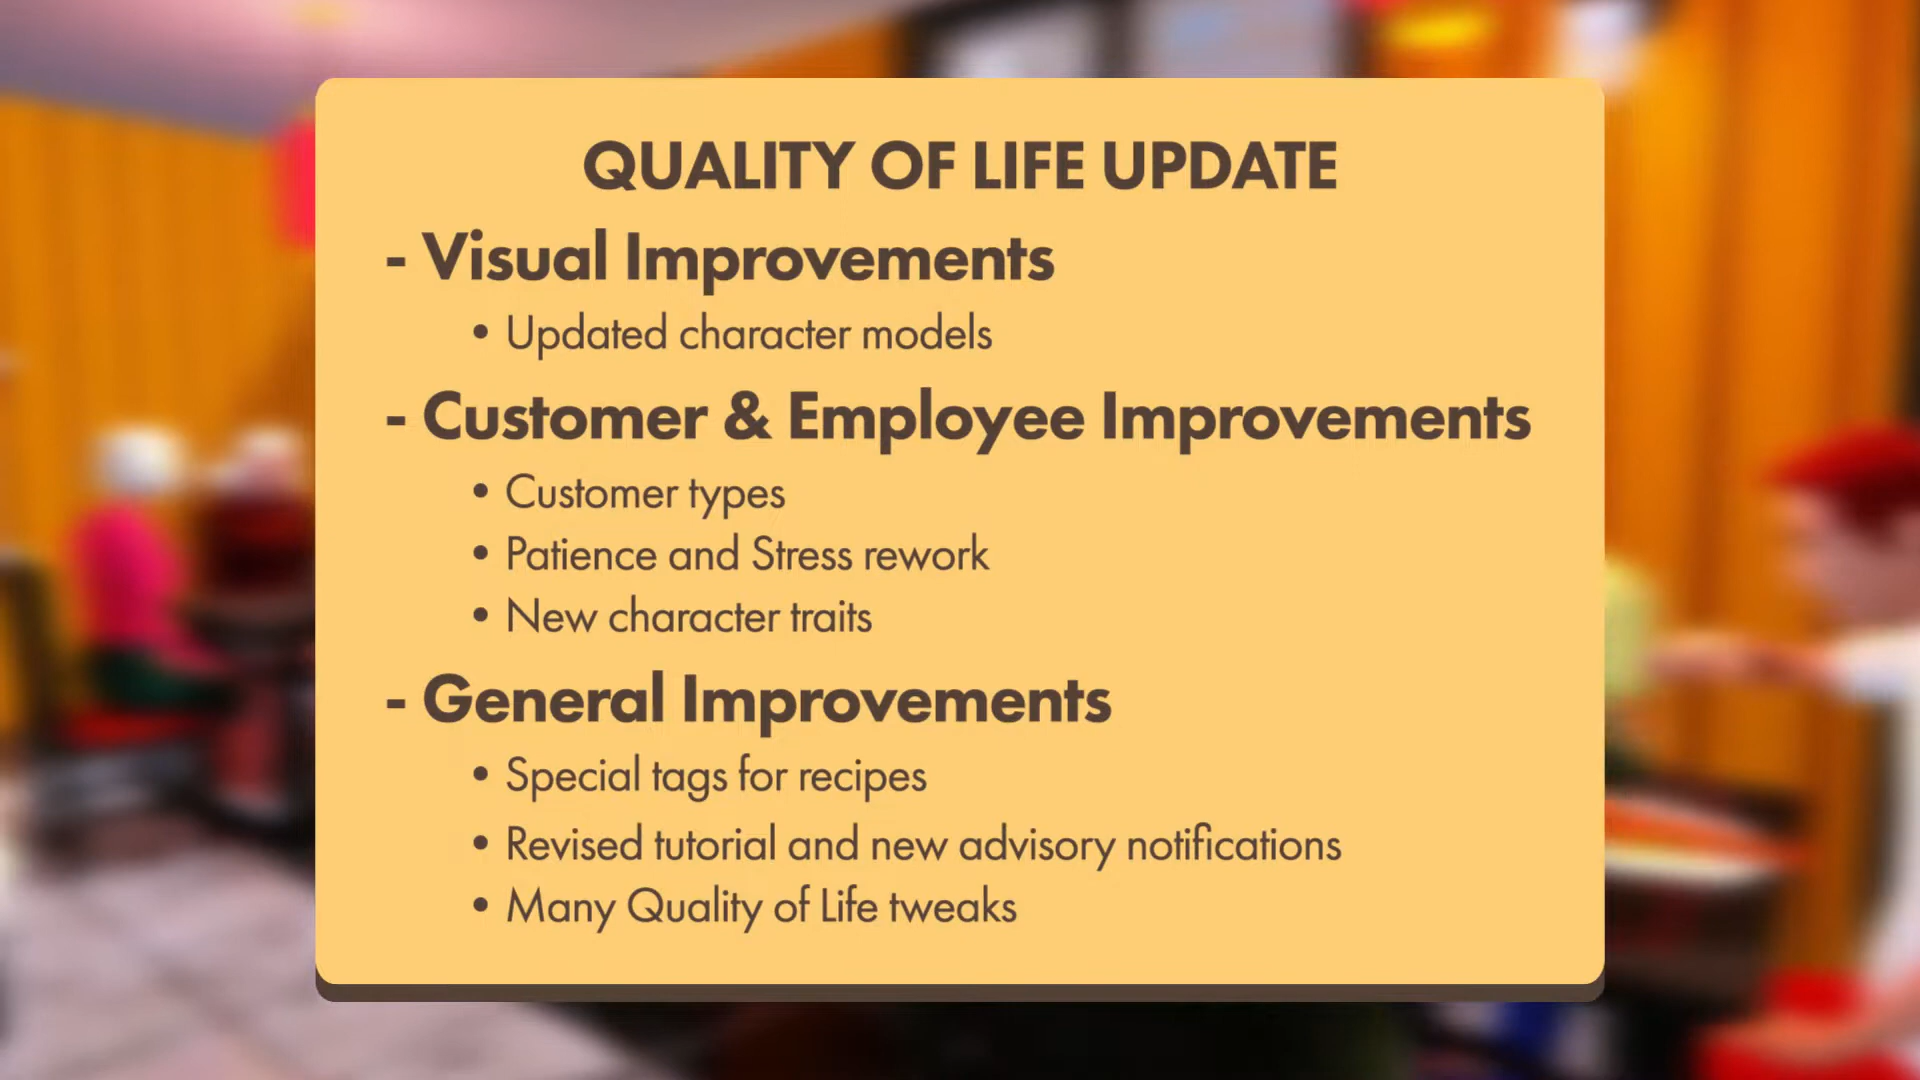 QUALITY OF LIFE UPDATE
- Visual Improvements
• Updated character models
- Customer & Employee Improvements
• Customer types
• Patience and Stress rework
• New character traits
- General Improvements
• Special tags for recipes
• Revised tutorial and new advisory notifications
• Many Quality of Life tweaks